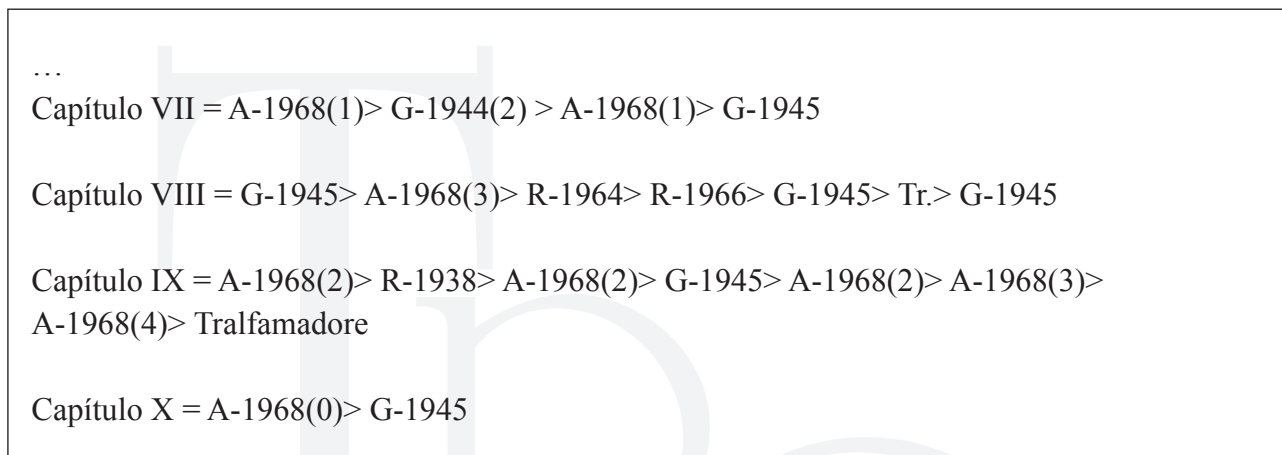 …
Capítulo VII = A-1968(1)> G-1944(2) > A-1968(1)> G-1945
Capítulo VIII = G-1945> A-1968(3)> R-1964> R-1966> G-1945> Tr.> G-1945
Capítulo IX = A-1968(2)> R-1938> A-1968(2)> G-1945> A-1968(2)> A-1968(3)>
A-1968(4)> Tralfamadore
Capítulo X = A-1968(0)> G-1945